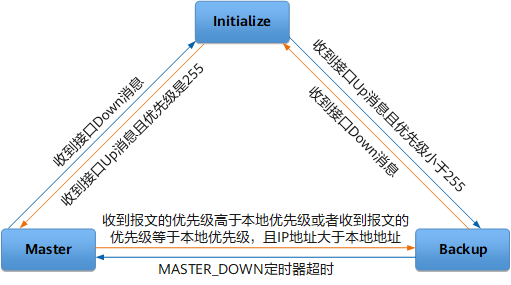 Initialize
收到接口Down消息
收到接口Up消息且优先级是255
收到接口Up消息且优先级小于255
收到接口Down消息
收到报文的优先级高于本地优先级或者收到报文的
优先级等于本地优先级，且IP地址大于本地地址
Master
Backup
MASTER_DOWN定时器超时